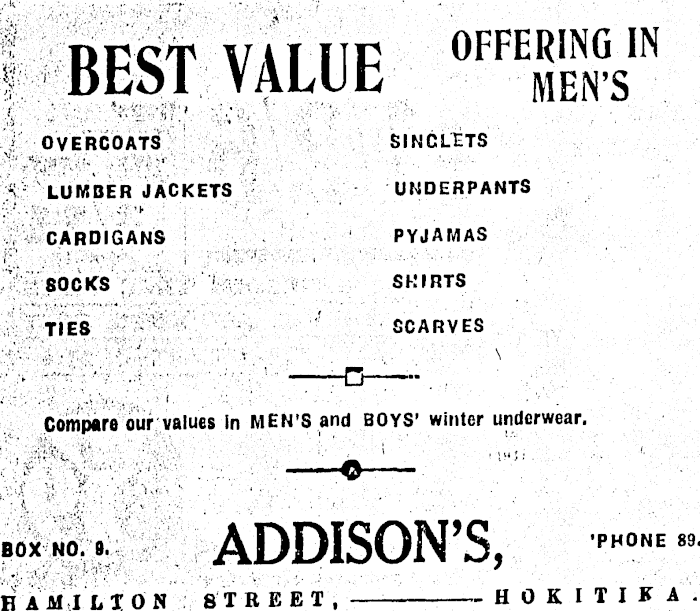 BEST VALUE OFFERING IN MEN'S
OVERCOATS
LUMBER JACKETS
CARDIGANS
SOCKS
TIES
SINGLETS
UNDERPANTS
PYJAMAS
SHIRTS
SCARVES
Compare our values in MEN'S and BOYS' winter underwear.
BOX NO. 9. ADDISON'S, 'PHONE 89.
HAMILTON STREET, HOKITIKA.